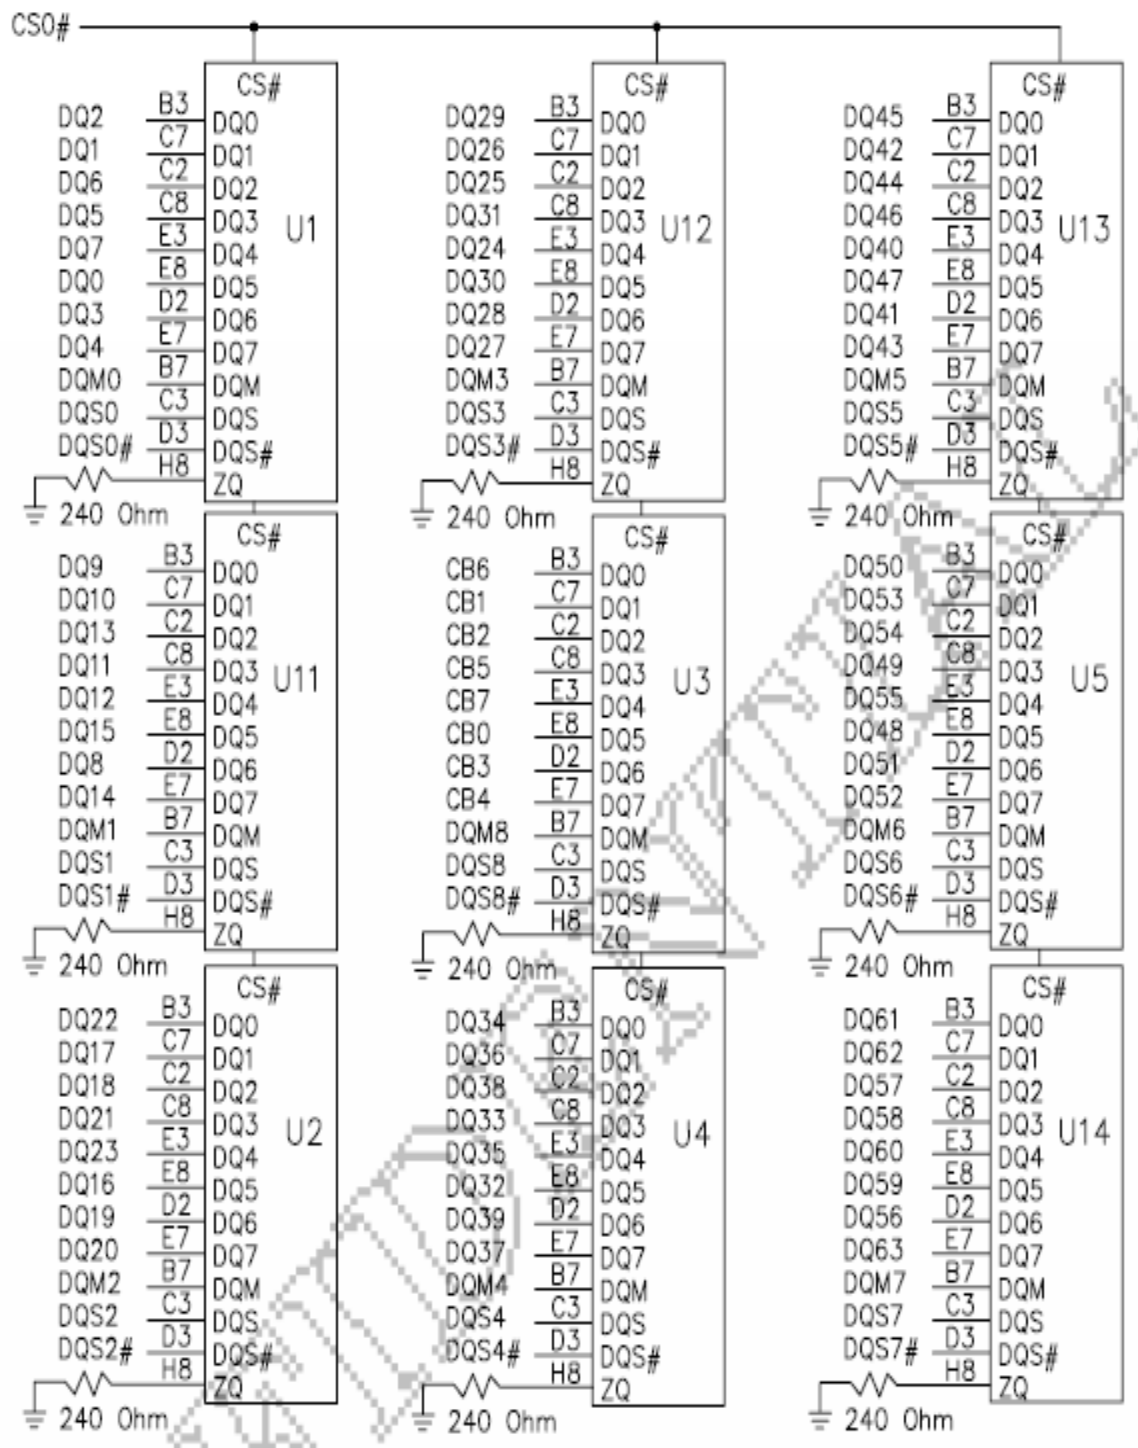 CS0#
CS# CS# CS#
DQ2 B3 DQ0 DQ29 B3 DQ0 DQ45 B3 DQ0
DQ1 C7 DQ1 DQ26 C7 DQ1 DQ42 C7 DQ1
DQ6 C2 DQ2 DQ25 C2 DQ2 DQ44 C2 DQ2
DQ5 C8 DQ3 U1 DQ31 C8 DQ3 U12 DQ46 C8 DQ3 U13
DQ7 E3 DQ4 DQ24 E3 DQ4 DQ40 E3 DQ4
DQ0 E8 DQ5 DQ30 E8 DQ5 DQ47 E8 DQ5
DQ3 D2 DQ6 DQ28 D2 DQ6 DQ41 D2 DQ6
DQ4 E7 DQ7 DQ27 E7 DQ7 DQ43 E7 DQ7
DQM0 B7 DQM DQM3 B7 DQM DQM5 B7 DQM
DQS0 C3 DQS DQS3 C3 DQS DQS5 C3 DQS
DQS0# D3 DQS# DQS3# D3 DQS# DQS5# D3 DQS#
H8 ZQ H8 ZQ H8 ZQ
240 Ohm 240 Ohm 240 Ohm
CS# CS# CS#
DQ9 B3 DQ0 CB6 B3 DQ0 DQ50 B3 DQ0
DQ10 C7 DQ1 CB1 C7 DQ1 DQ53 C7 DQ1
DQ13 C2 DQ2 CB2 C2 DQ2 DQ54 C2 DQ2
DQ11 C8 DQ3 U11 CB5 C8 DQ3 U3 DQ49 C8 DQ3 U5
DQ12 E3 DQ4 CB7 E3 DQ4 DQ55 E3 DQ4
DQ15 E8 DQ5 CB0 E8 DQ5 DQ48 E8 DQ5
DQ8 D2 DQ6 CB3 D2 DQ6 DQ51 D2 DQ6
DQ14 E7 DQ7 CB4 E7 DQ7 DQ52 E7 DQ7
DQM1 B7 DQM DQM8 B7 DQM DQM6 B7 DQM
DQS1 C3 DQS DQS8 C3 DQS DQS6 C3 DQS
DQS1# D3 DQS# DQS8# D3 DQS# DQS6# D3 DQS#
H8 ZQ H8 ZQ H8 ZQ
240 Ohm 240 Ohm 240 Ohm
CS# CS# CS#
DQ22 B3 DQ0 DQ34 B3 DQ0 DQ61 B3 DQ0
DQ17 C7 DQ1 DQ36 C7 DQ1 DQ62 C7 DQ1
DQ18 C2 DQ2 DQ38 C2 DQ2 DQ57 C2 DQ2
DQ21 C8 DQ3 U2 DQ33 C8 DQ3 U4 DQ58 C8 DQ3 U14
DQ23 E3 DQ4 DQ35 E3 DQ4 DQ60 E3 DQ4
DQ16 E8 DQ5 DQ32 E8 DQ5 DQ59 E8 DQ5
DQ19 D2 DQ6 DQ39 D2 DQ6 DQ56 D2 DQ6
DQ20 E7 DQ7 DQ37 E7 DQ7 DQ63 E7 DQ7
DQM2 B7 DQM DQM4 B7 DQM DQM7 B7 DQM
DQS2 C3 DQS DQS4 C3 DQS DQS7 C3 DQS
DQS2# D3 DQS# DQS4# D3 DQS# DQS7# D3 DQS#
H8 ZQ H8 ZQ H8 ZQ
240 Ohm 240 Ohm 240 Ohm